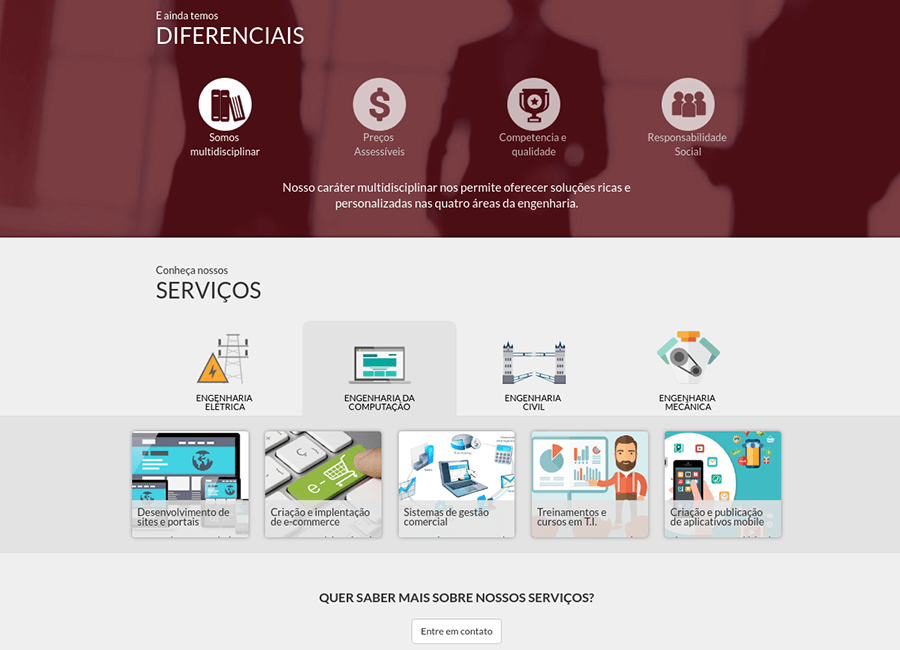 E ainda temos
DIFERENCIAIS
Somos
multidisciplinar
Preços
Assessíveis
Competencia e
qualidade
Responsabilidade
Social
Nosso caráter multidisciplinar nos permite oferecer soluções ricas e
personalizadas nas quatro áreas da engenharia.
Conheça nossos
SERVIÇOS
ENGENHARIA
ELÉTRICA
ENGENHARIA DA
COMPUTAÇÃO
ENGENHARIA
CIVIL
ENGENHARIA
MECÂNICA
Desenvolvimento de
sites e portais
e-
Criação e implentação
de e-commerce
Sistemas de gestão
comercial
Treinamentos e
cursos em T.I.
Criação e publicação
de aplicativos mobile
QUER SABER MAIS SOBRE NOSSOS SERVIÇOS?
Entre em contato